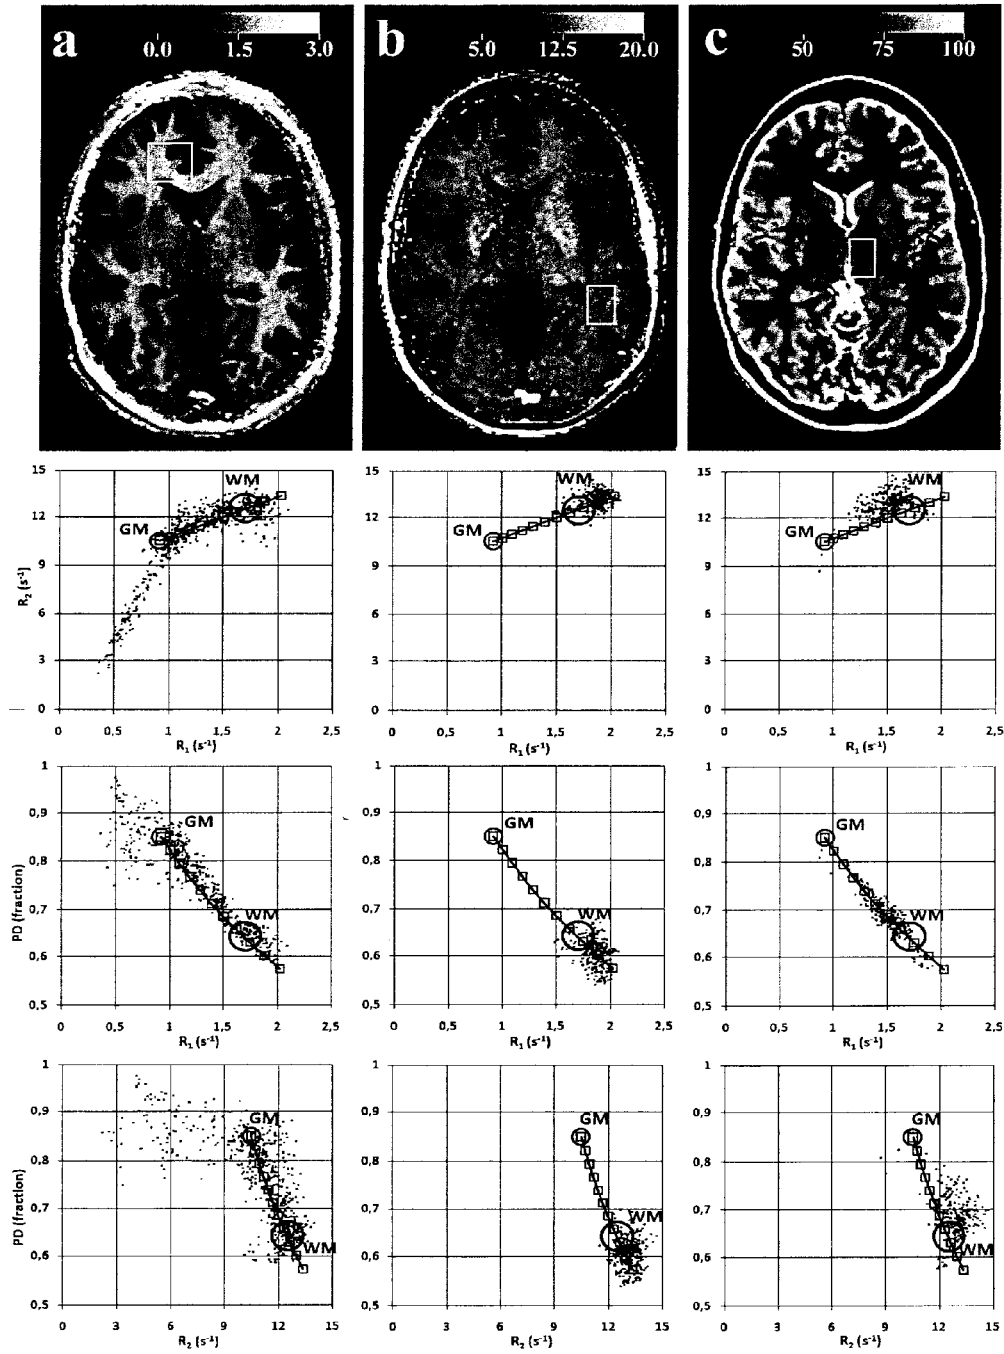 a
0.0 1.5 3.0
b
5.0 12.5 20.0
c
50 75 100
15
12
9
6
3
0
R₂ (s⁻¹)
GM
WM
0 0,5 1 1,5 2 2,5
R₁ (s⁻¹)
15
12
9
6
3
0
GM
WM
0 0,5 1 1,5 2 2,5
R₁ (s⁻¹)
15
12
9
6
3
0
GM
WM
0 0,5 1 1,5 2 2,5
R₁ (s⁻¹)
1
0,9
0,8
0,7
0,6
0,5
PD (fraction)
GM
WM
0 0,5 1 1,5 2 2,5
R₁ (s⁻¹)
1
0,9
0,8
0,7
0,6
0,5
GM
WM
0 0,5 1 1,5 2 2,5
R₁ (s⁻¹)
1
0,9
0,8
0,7
0,6
0,5
GM
WM
0 0,5 1 1,5 2 2,5
R₁ (s⁻¹)
1
0,9
0,8
0,7
0,6
0,5
PD (fraction)
GM
WM
0 3 6 9 12 15
R₂ (s⁻¹)
1
0,9
0,8
0,7
0,6
0,5
GM
WM
0 3 6 9 12 15
R₂ (s⁻¹)
1
0,9
0,8
0,7
0,6
0,5
GM
WM
0 3 6 9 12 15
R₂ (s⁻¹)